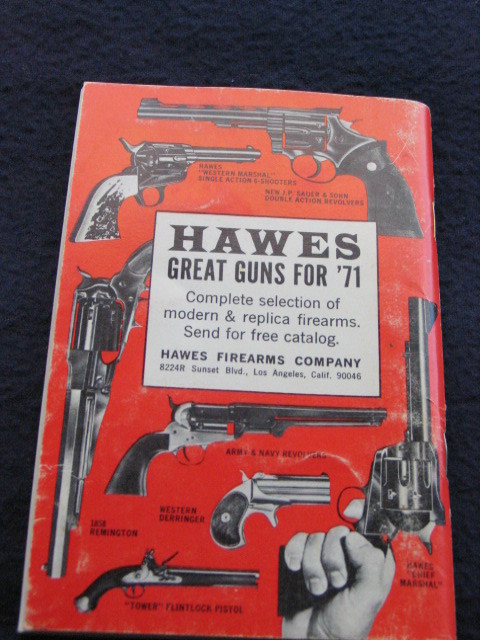 HAWES
"WESTERN MARSHAL"
SINGLE ACTION 6-SHOOTERS
NEW J.P. SAUER & SOHN
DOUBLE ACTION REVOLVERS
HAWES
GREAT GUNS FOR '71
Complete selection of
modern & replica firearms.
Send for free catalog.
HAWES FIREARMS COMPANY
8224R Sunset Blvd., Los Angeles, Calif. 90046
ARMY & NAVY REVOLVERS
WESTERN
DERRINGER
1858
REMINGTON
HAWES
"CHIEF
MARSHAL"
"TOWER" FLINTLOCK PISTOL